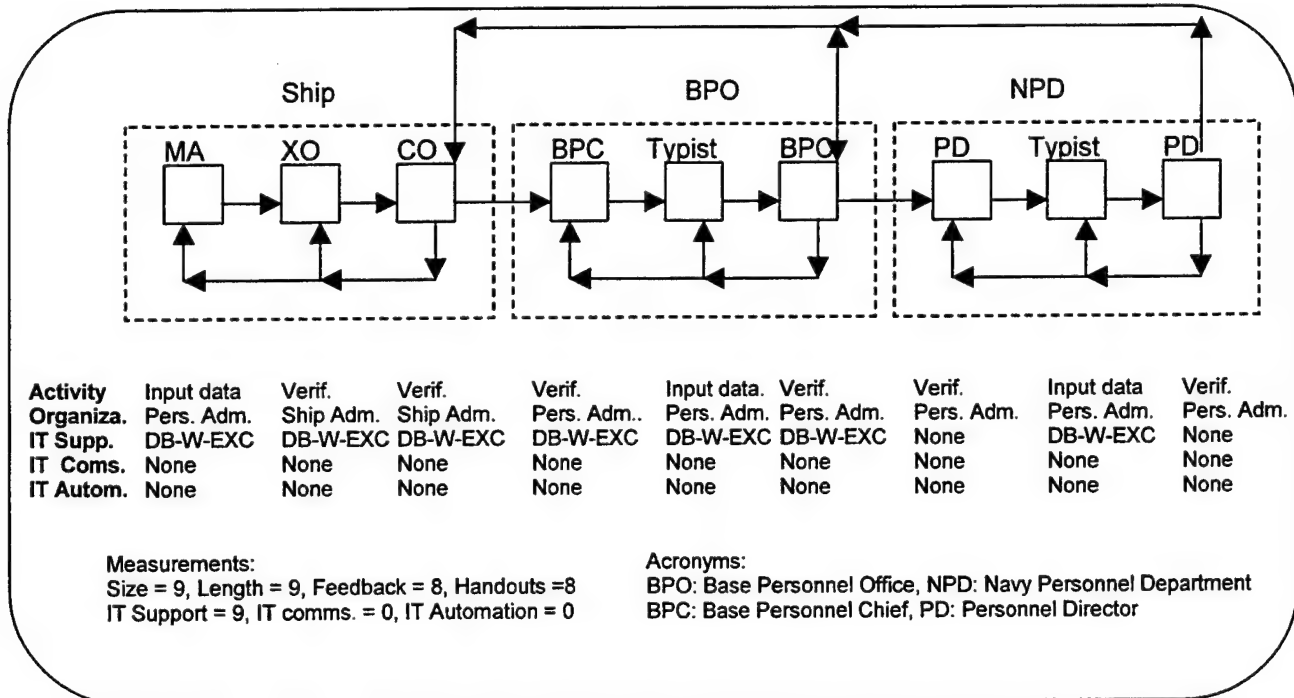 Ship BPO NPD
MA XO CO BPC Typist BPC PD Typist PD
Activity Input data Verif. Verif. Verif. Input data. Verif. Verif. Input data Verif.
Organiza. Pers. Adm. Ship Adm. Ship Adm. Pers. Adm.. Pers. Adm. Pers. Adm. Pers. Adm. Pers. Adm. Pers. Adm.
IT Supp. DB-W-EXC DB-W-EXC DB-W-EXC DB-W-EXC DB-W-EXC DB-W-EXC None DB-W-EXC None
IT Coms. None None None None None None None None None
IT Autom. None None None None None None None None None
Measurements:
Size = 9, Length = 9, Feedback = 8, Handouts =8
IT Support = 9, IT comms. = 0, IT Automation = 0
Acronyms:
BPO: Base Personnel Office, NPD: Navy Personnel Department
BPC: Base Personnel Chief, PD: Personnel Director